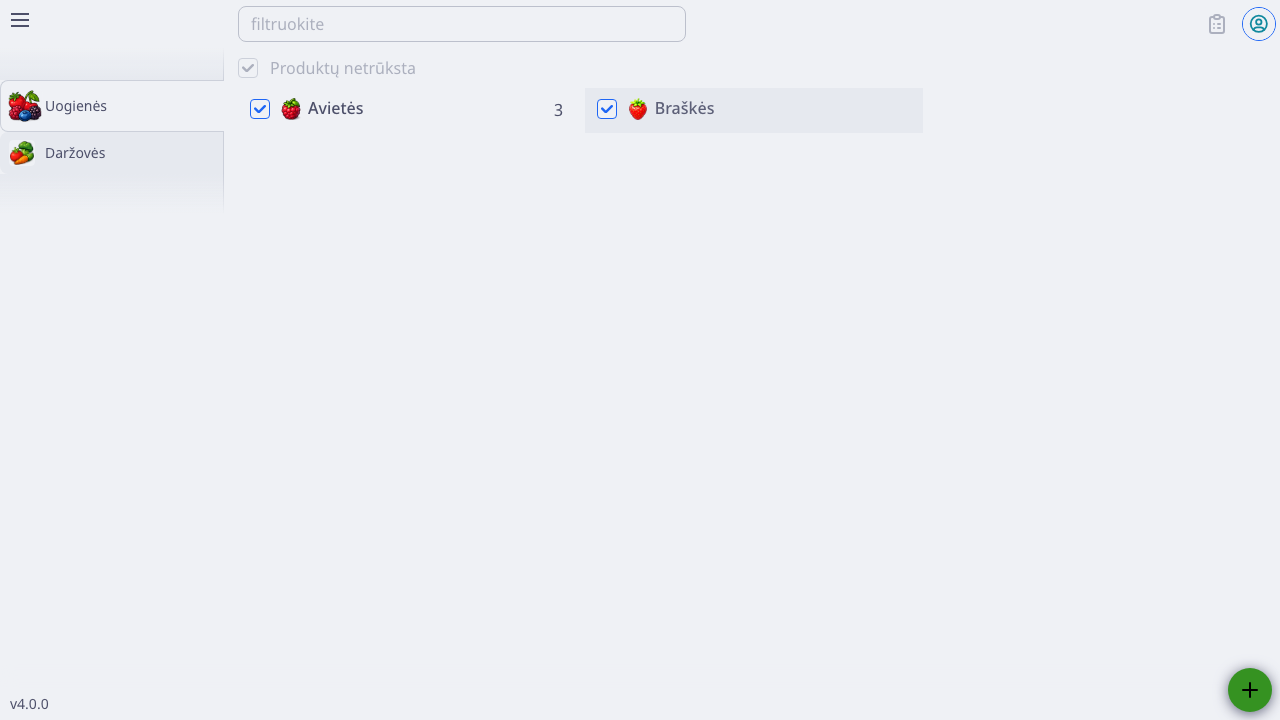 filtruokite
Produktų netrūksta
Uogienės
Avietės
3
Braškės
Daržovės
v4.0.0